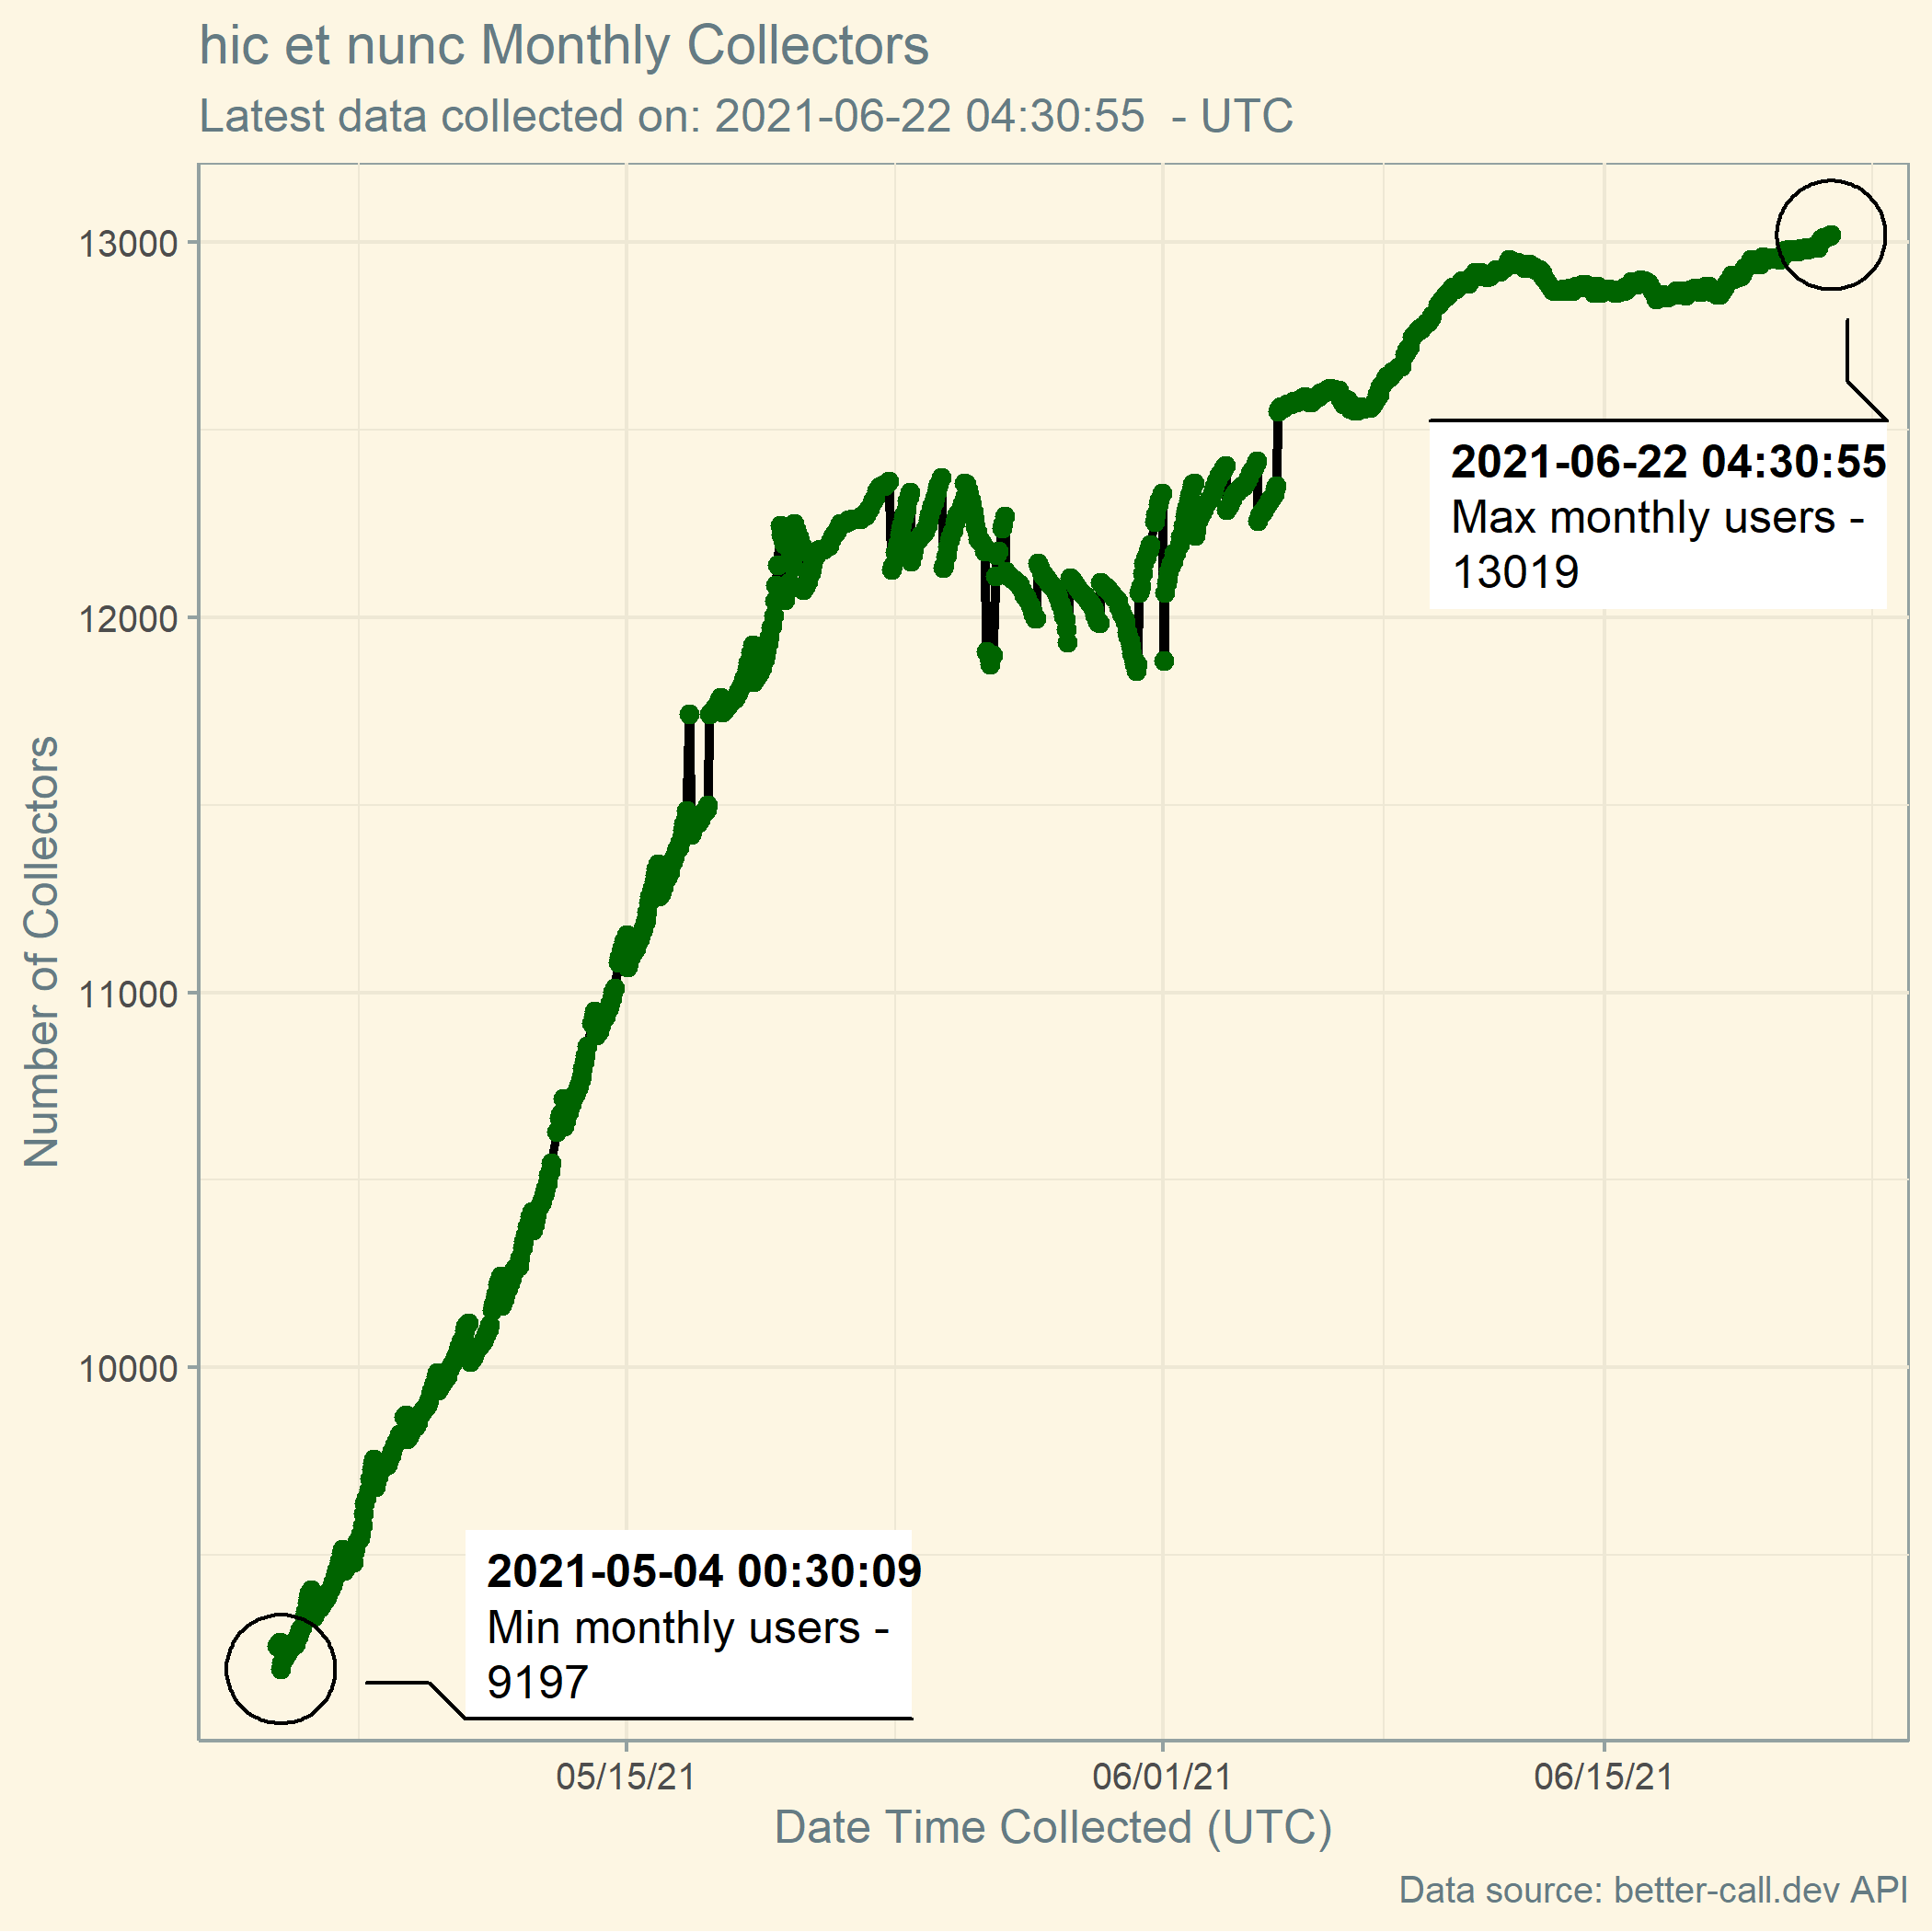 hic et nunc Monthly Collectors
Latest data collected on: 2021-06-22 04:30:55  - UTC
Number of Collectors
13000
12000
11000
10000
2021-06-22 04:30:55
Max monthly users -
13019
2021-05-04 00:30:09
Min monthly users -
9197
05/15/21
06/01/21
06/15/21
Date Time Collected (UTC)
Data source: better-call.dev API